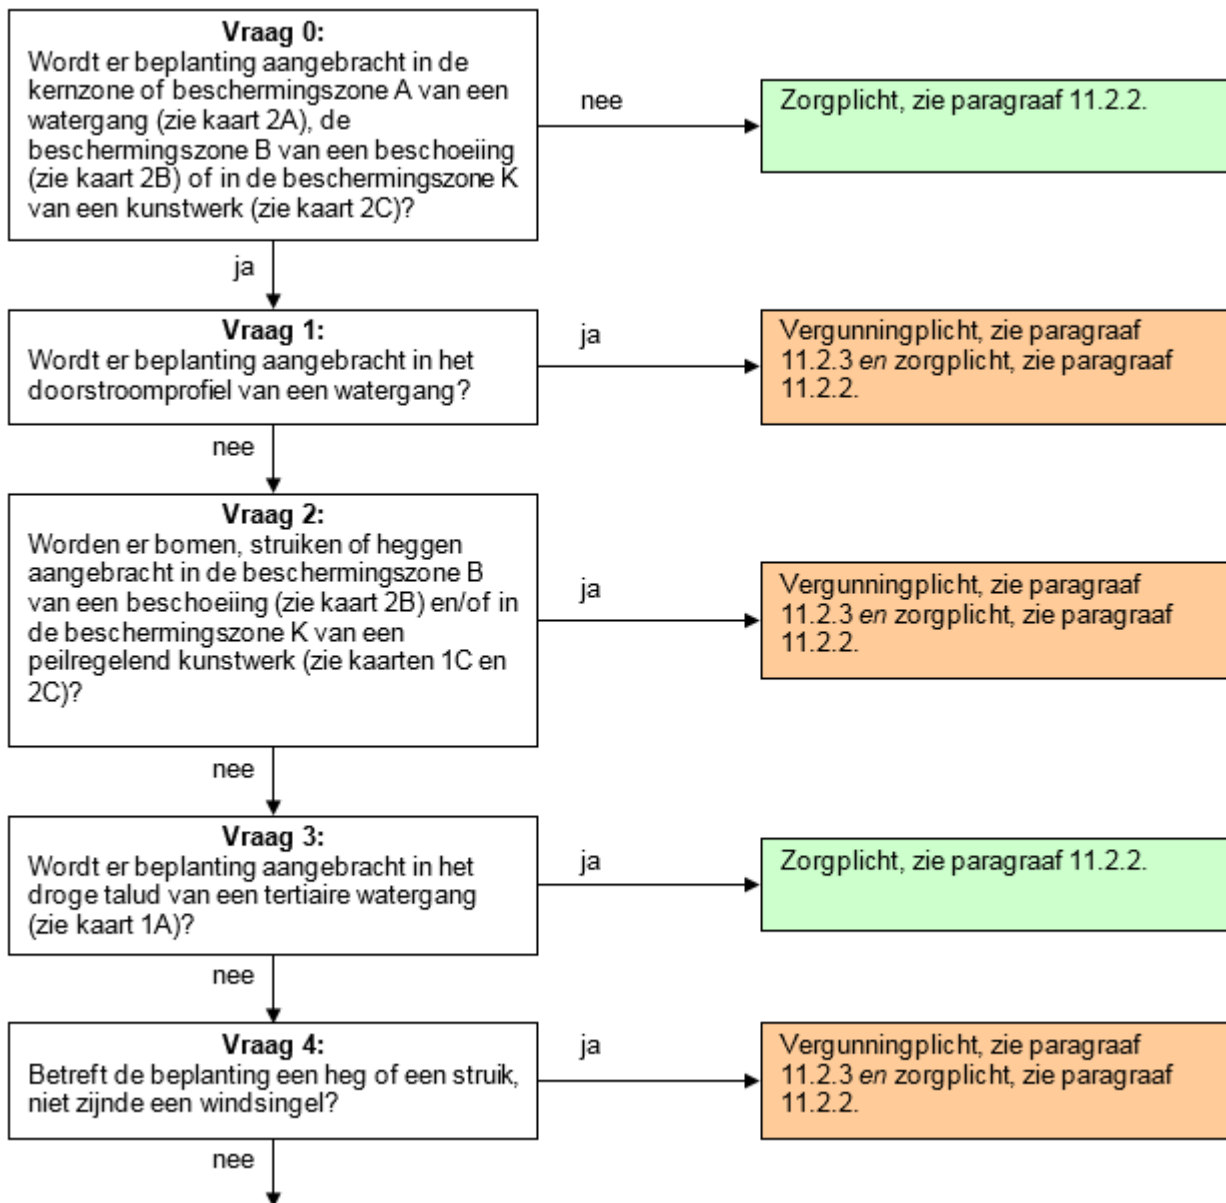 Vraag 0:
Wordt er beplanting aangebracht in de
kernzone of beschermingszone A van een
watergang (zie kaart 2A), de
beschermingszone B van een beschoeiing
(zie kaart 2B) of in de beschermingszone K
van een kunstwerk (zie kaart 2C)?
nee
Zorgplicht, zie paragraaf 11.2.2.
ja
Vraag 1:
Wordt er beplanting aangebracht in het
doorstroomprofiel van een watergang?
ja
Vergunningplicht, zie paragraaf
11.2.3 en zorgplicht, zie paragraaf
11.2.2.
nee
Vraag 2:
Worden er bomen, struiken of heggen
aangebracht in de beschermingszone B
van een beschoeiing (zie kaart 2B) en/of in
de beschermingszone K van een
peilregelend kunstwerk (zie kaarten 1C en
2C)?
ja
Vergunningplicht, zie paragraaf
11.2.3 en zorgplicht, zie paragraaf
11.2.2.
nee
Vraag 3:
Wordt er beplanting aangebracht in het
droge talud van een tertiaire watergang
(zie kaart 1A)?
ja
Zorgplicht, zie paragraaf 11.2.2.
nee
Vraag 4:
Betreft de beplanting een heg of een struik,
niet zijnde een windsingel?
ja
Vergunningplicht, zie paragraaf
11.2.3 en zorgplicht, zie paragraaf
11.2.2.
nee